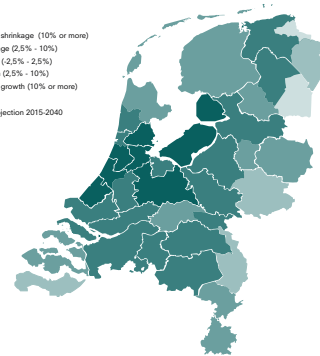 shrinkage (10% or more)
ge (2,5% - 10%)
(-2,5% - 2,5%)
(2,5% - 10%)
growth (10% or more)
jection 2015-2040